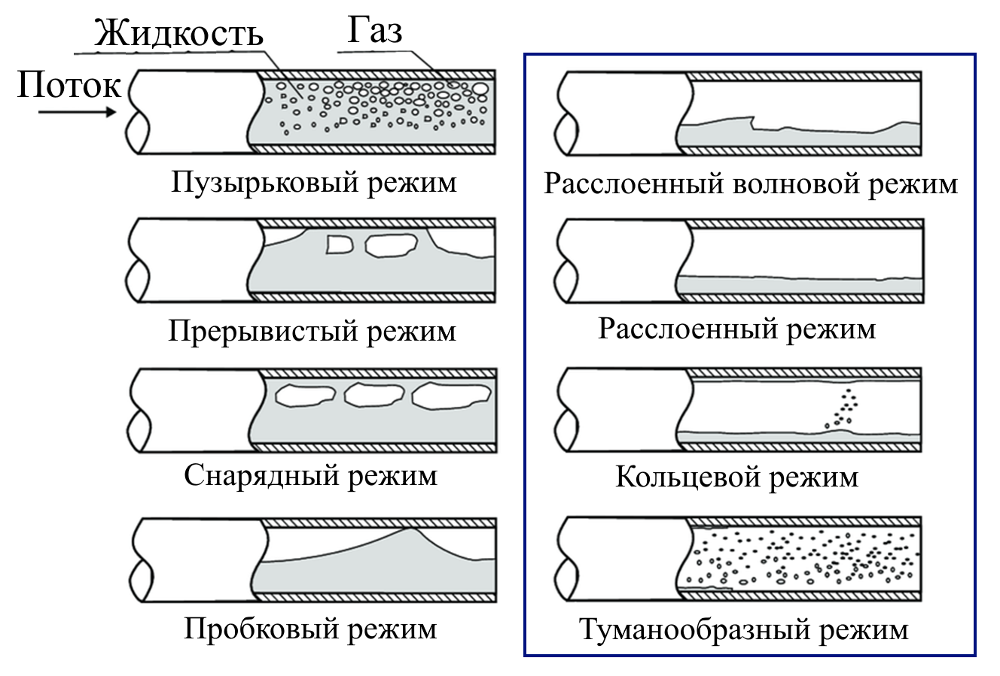 Жидкость
Газ
Поток
Пузырьковый режим
Прерывистый режим
Снарядный режим
Пробковый режим
Расслоенный волновой режим
Расслоенный режим
Кольцевой режим
Туманообразный режим